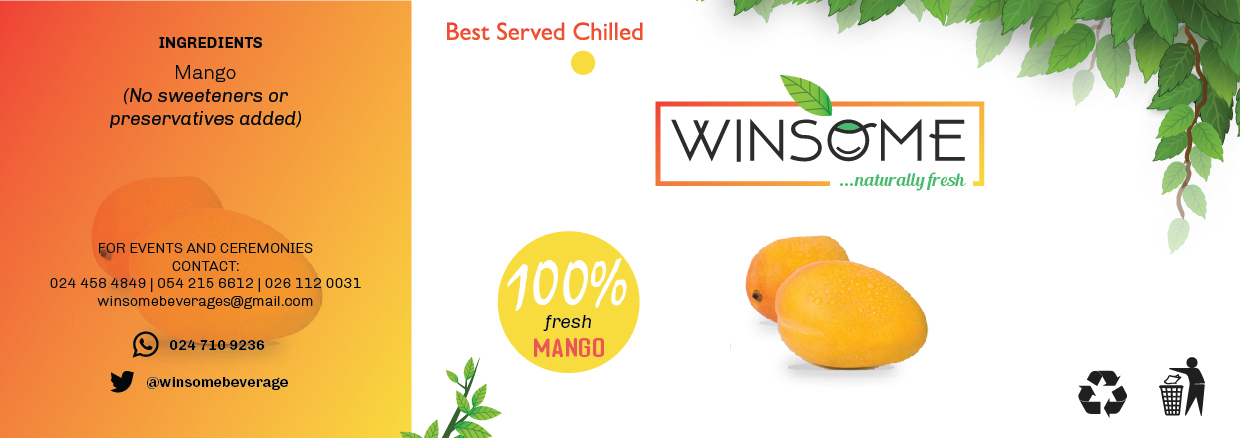 INGREDIENTS
Mango
(No sweeteners or
preservatives added)
FOR EVENTS AND CEREMONIES
CONTACT:
024 458 4849 | 054 215 6612 | 026 112 0031
winsomebeverages@gmail.com
024 710 9236
@winsomebeverage
Best Served Chilled
WINSOME
...naturally fresh
100%
fresh
MANGO